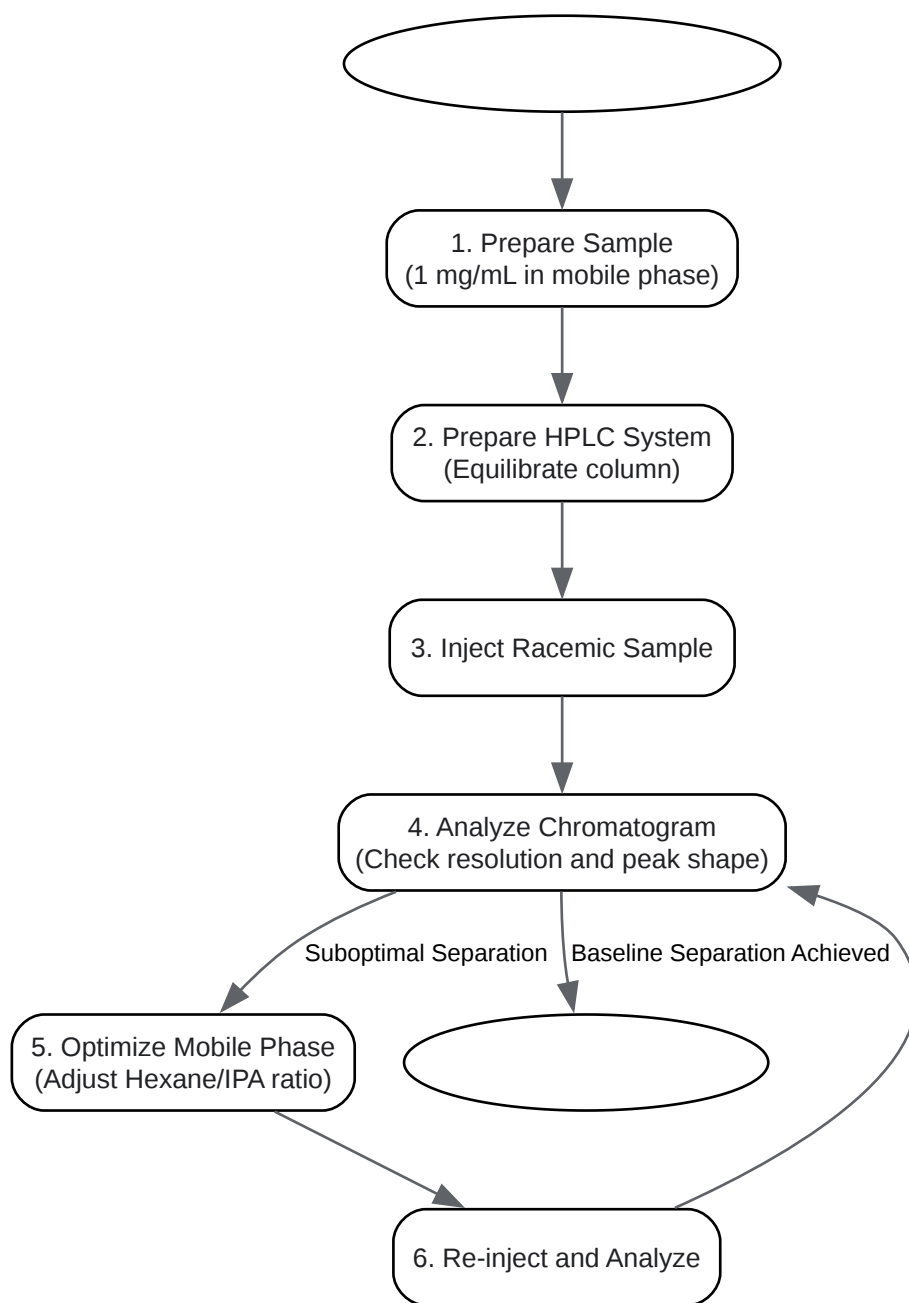 1. Prepare Sample
(1 mg/mL in mobile phase)
2. Prepare HPLC System
(Equilibrate column)
3. Inject Racemic Sample
4. Analyze Chromatogram
(Check resolution and peak shape)
Suboptimal Separation
Baseline Separation Achieved
5. Optimize Mobile Phase
(Adjust Hexane/IPA ratio)
6. Re-inject and Analyze